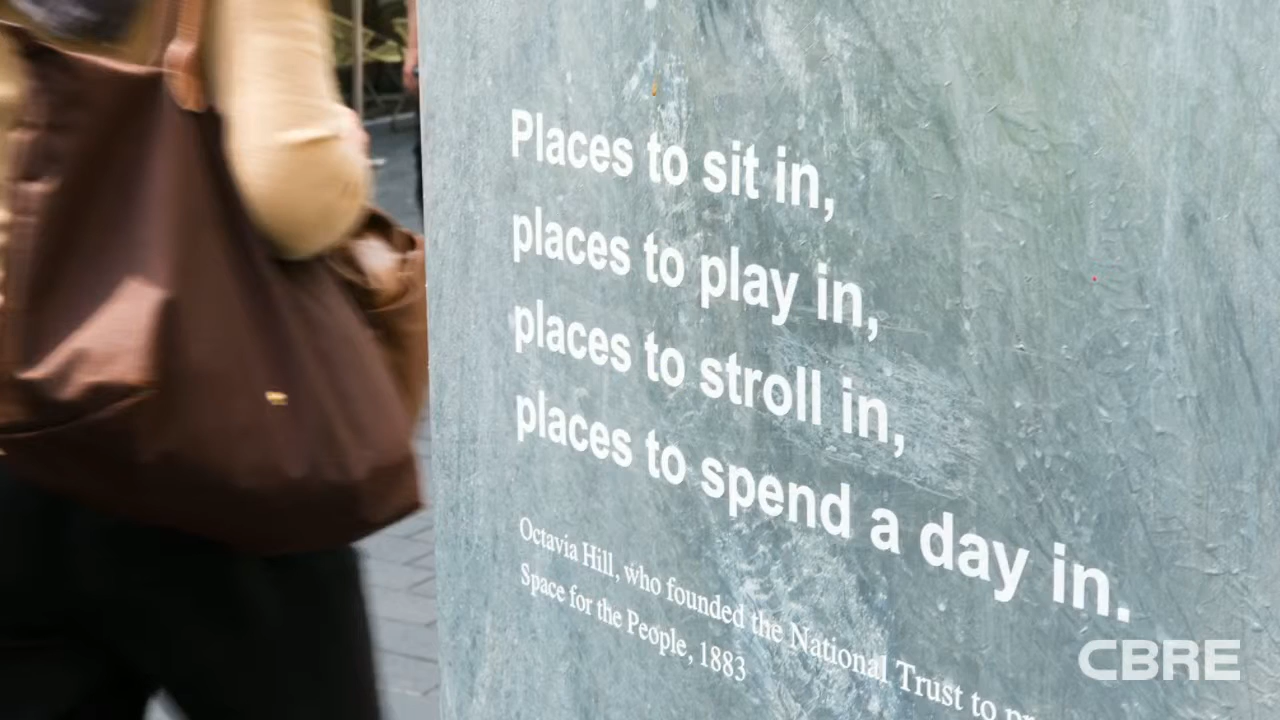 Places to sit in,
places to play in,
places to stroll in,
places to spend a day in.
Octavia Hill, who founded the National Trust to
Space for the People, 1883
CBRE